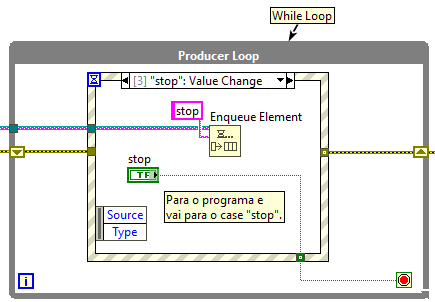 While Loop
Producer Loop
[3] "stop": Value Change
stop
Enqueue Element
stop
TF
Para o programa e
vai para o case "stop".
Source
Type
i